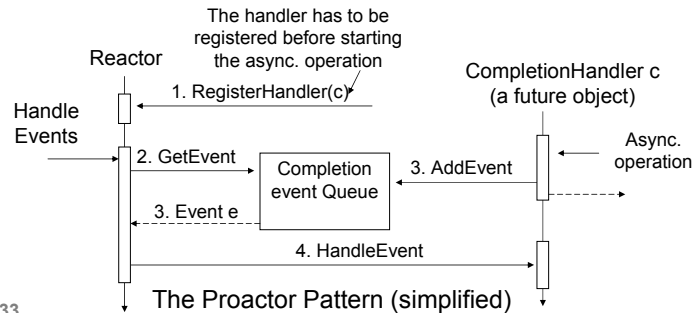 The handler has to be
registered before starting
the async. operation
Reactor
CompletionHandler c
(a future object)
1. RegisterHandler(c)
Handle
Events
Async.
operation
2. GetEvent
Completion
event Queue
3. AddEvent
3. Event e
4. HandleEvent
The Proactor Pattern (simplified)
33